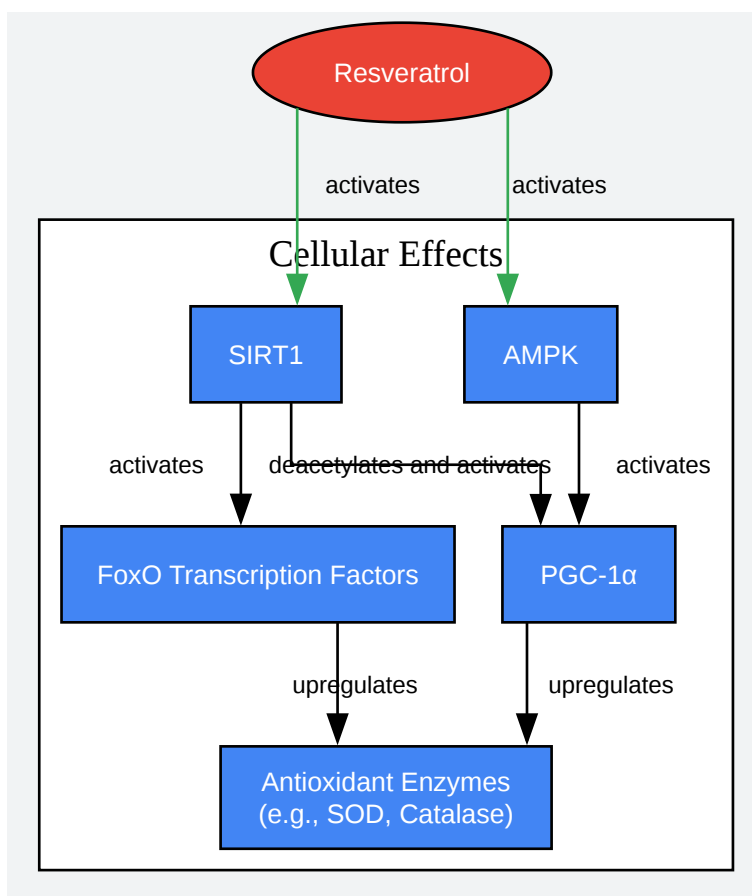 Resveratrol
activates
activates
Cellular Effects
SIRT1
AMPK
activates
deacetylates and activates
activates
FoxO Transcription Factors
PGC-1α
upregulates
upregulates
Antioxidant Enzymes
(e.g., SOD, Catalase)